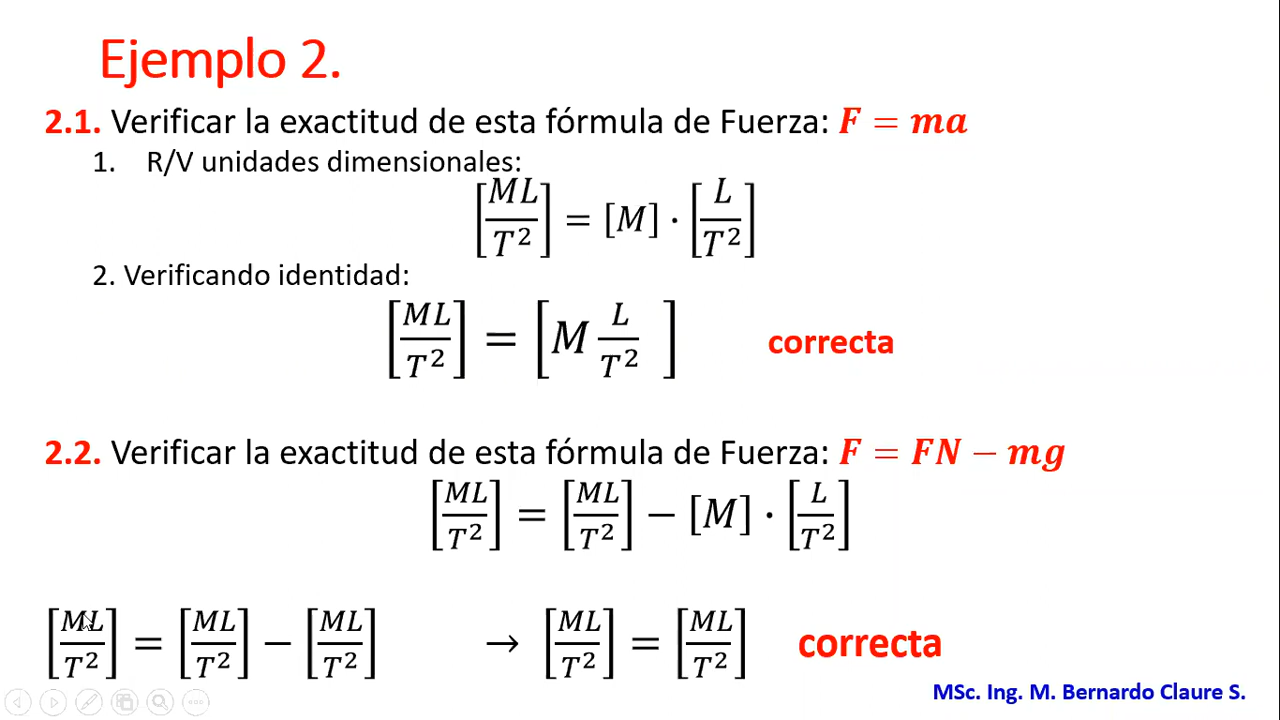 Ejemplo 2.
2.1. Verificar la exactitud de esta fórmula de Fuerza: F = ma
1. R/V unidades dimensionales:
[ML/T²] = [M] · [L/T²]
2. Verificando identidad:
[ML/T²] = [M L/T² ] correcta
2.2. Verificar la exactitud de esta fórmula de Fuerza: F = FN − mg
[ML/T²] = [ML/T²] − [M] · [L/T²]
[ML/T²] = [ML/T²] − [ML/T²] → [ML/T²] = [ML/T²] correcta
MSc. Ing. M. Bernardo Claure S.